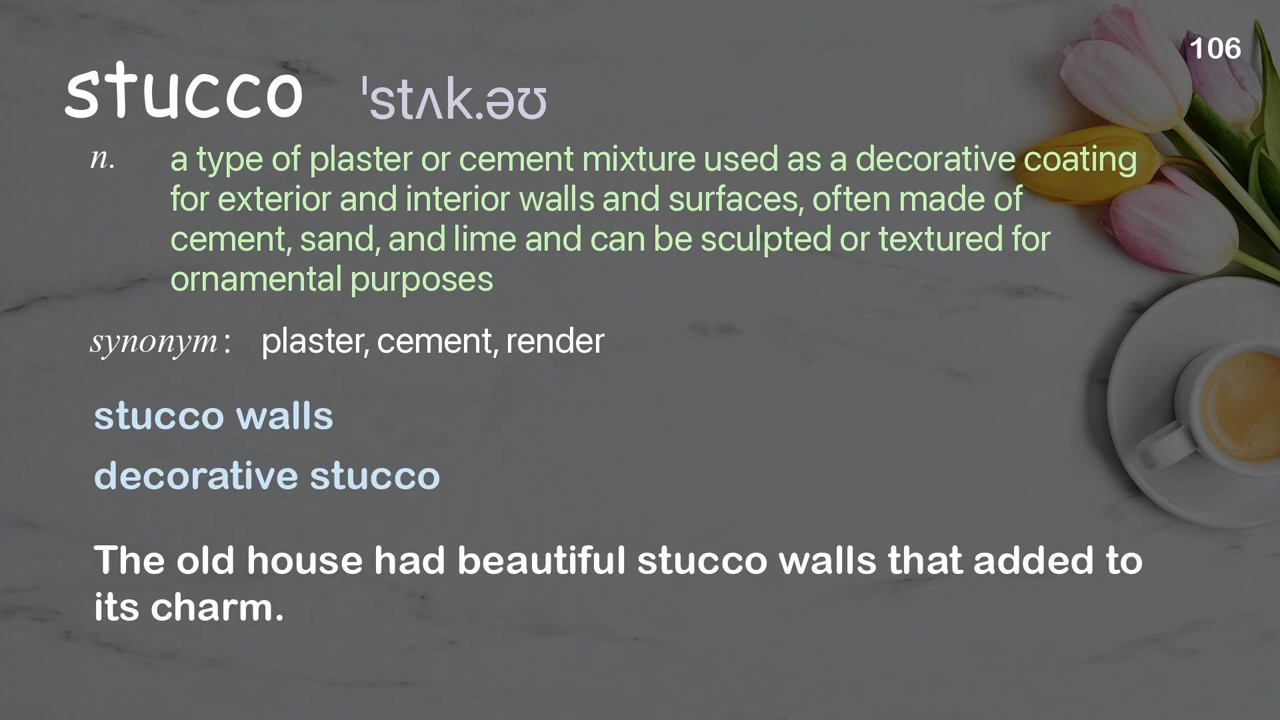 106
stucco ˈstʌk.əʊ
n. a type of plaster or cement mixture used as a decorative coating
for exterior and interior walls and surfaces, often made of
cement, sand, and lime and can be sculpted or textured for
ornamental purposes
synonym: plaster, cement, render
stucco walls
decorative stucco
The old house had beautiful stucco walls that added to
its charm.